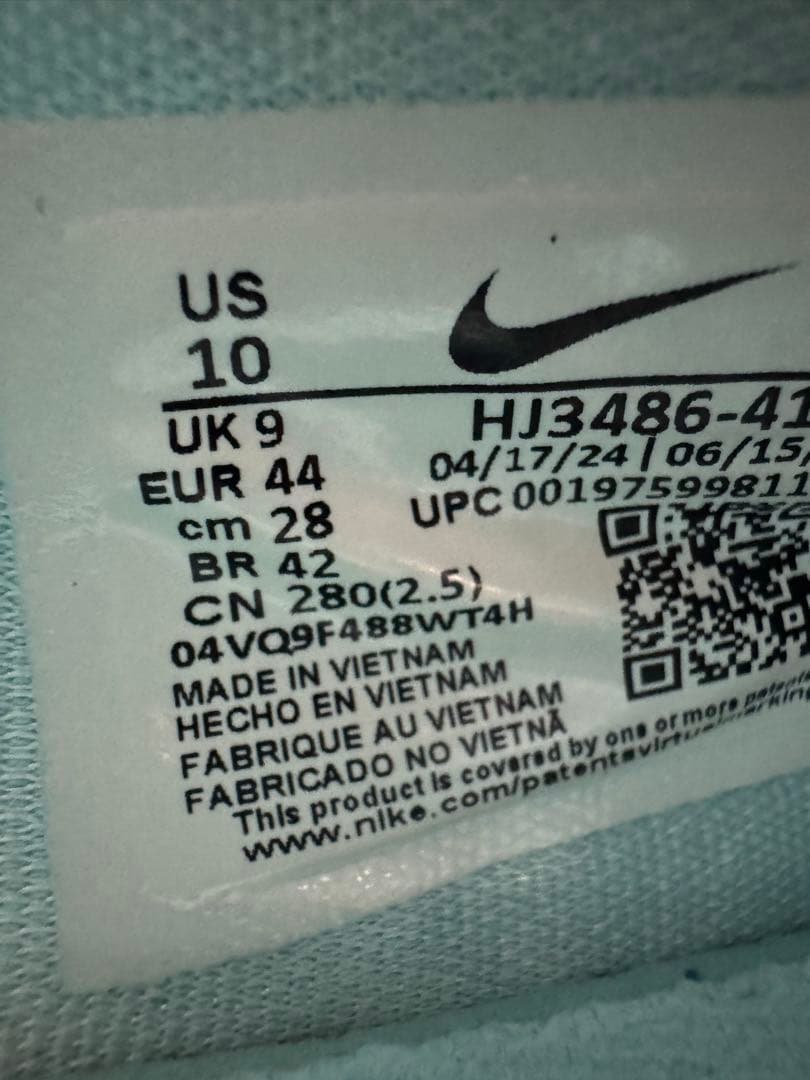 US
10
UK 9
EUR 44
cm 28
BR 42
CN 280(2.5)
04VQ9F488WT4H
MADE IN VIETNAM
HECHO EN VIETNAM
FABRIQUE AU VIETNAM
FABRICADO NO VIETNÃ
This product is covered by one or more patents
www.nike.com/patentsvirtualmarking
HJ3486-41
04/17/24 | 06/15/
UPC 00197599811